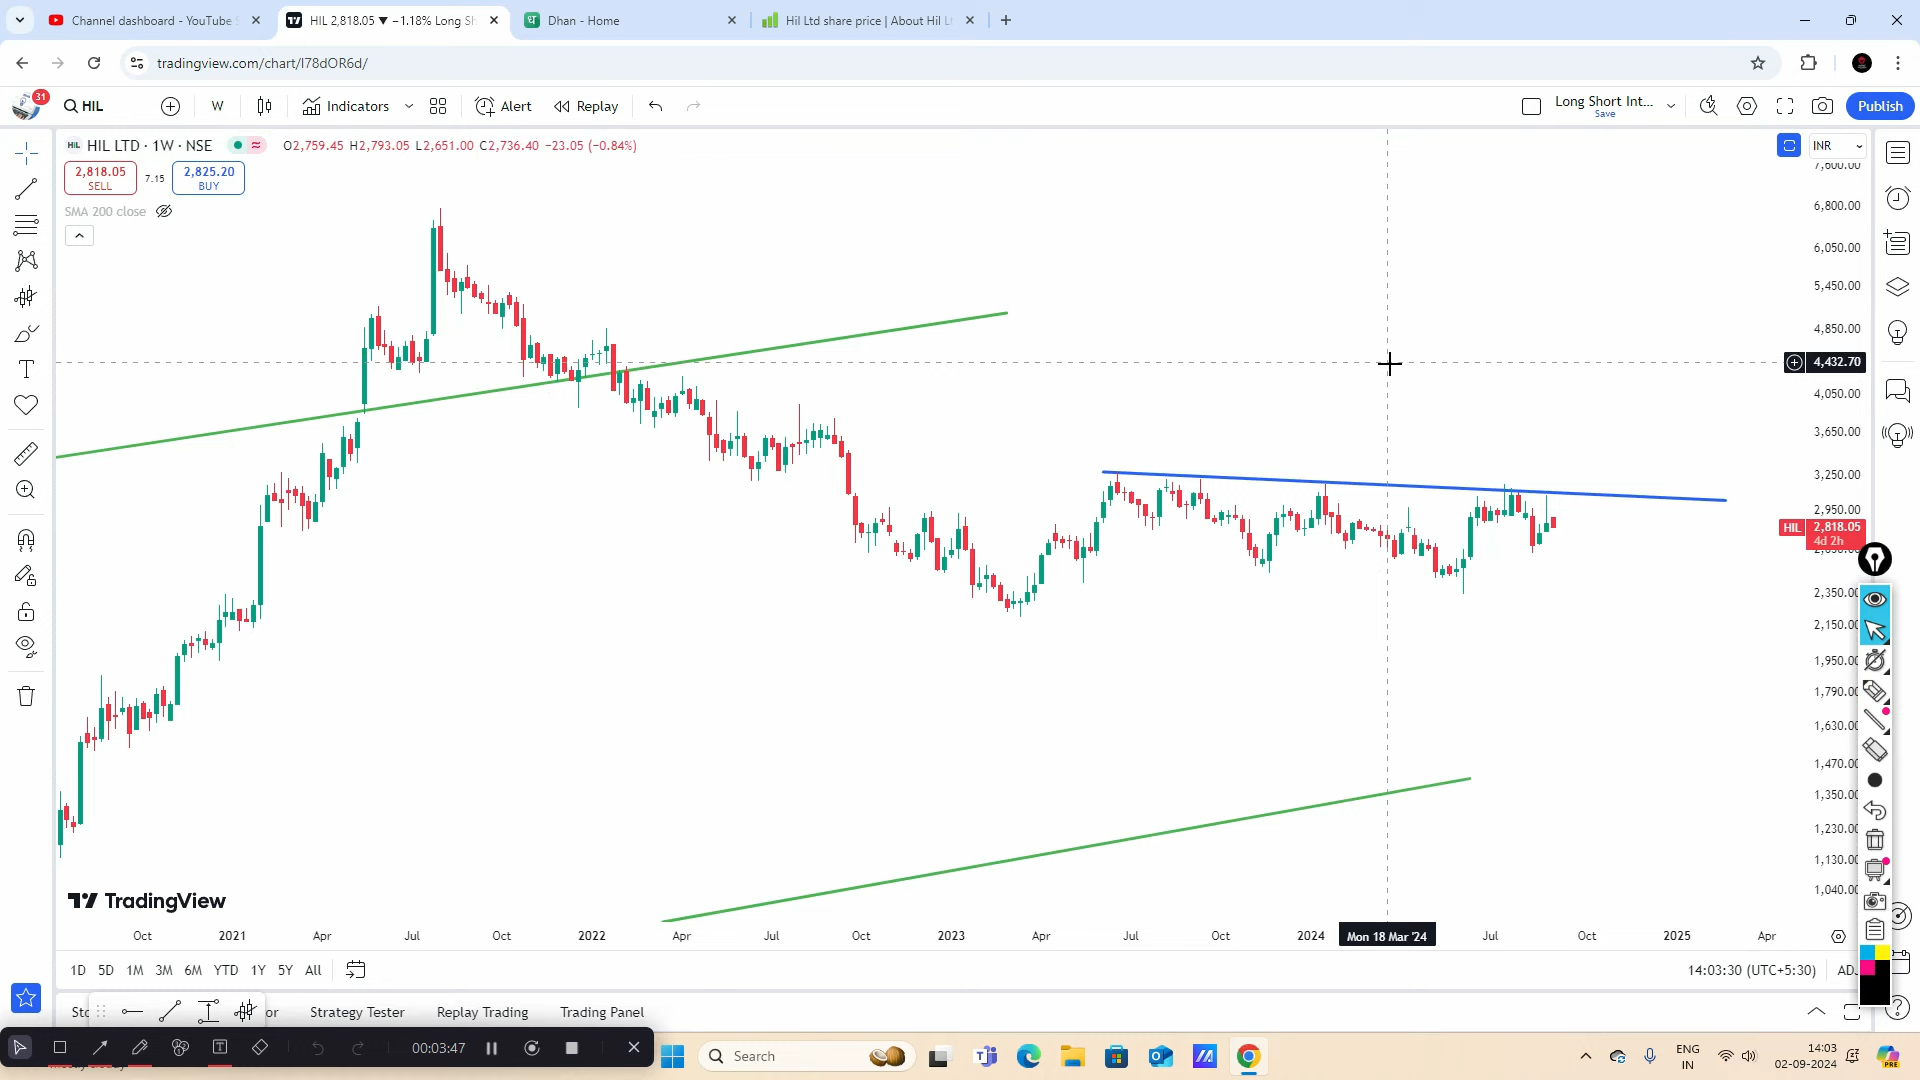 Channel dashboard - YouTube
HIL 2,818.05 ▼ −1.18% Long Sh
Dhan - Home
Hil Ltd share price | About Hil L
tradingview.com/chart/I78dOR6d/
31
HIL
W
Indicators
Alert
Replay
Long Short Int...
Save
Publish
HIL LTD · 1W · NSE
O2,759.45 H2,793.05 L2,651.00 C2,736.40 −23.05 (−0.84%)
INR
2,818.05
SELL
7.15
2,825.20
BUY
SMA 200 close
7,600.00
6,800.00
6,050.00
5,450.00
4,850.00
4,432.70
4,050.00
3,650.00
3,250.00
2,950.00
HIL 2,818.05
4d 2h
2,350.00
2,150.00
1,950.00
1,790.00
1,630.00
1,470.00
1,350.00
1,230.00
1,130.00
1,040.00
TradingView
Oct 2021 Apr Jul Oct 2022 Apr Jul Oct 2023 Apr Jul Oct 2024 Mon 18 Mar '24 Jul Oct 2025 Apr
1D 5D 1M 3M 6M YTD 1Y 5Y All
14:03:30 (UTC+5:30)
ADJ
Strategy Tester
Replay Trading
Trading Panel
00:03:47
Search
ENG
IN
14:03
02-09-2024
PRE